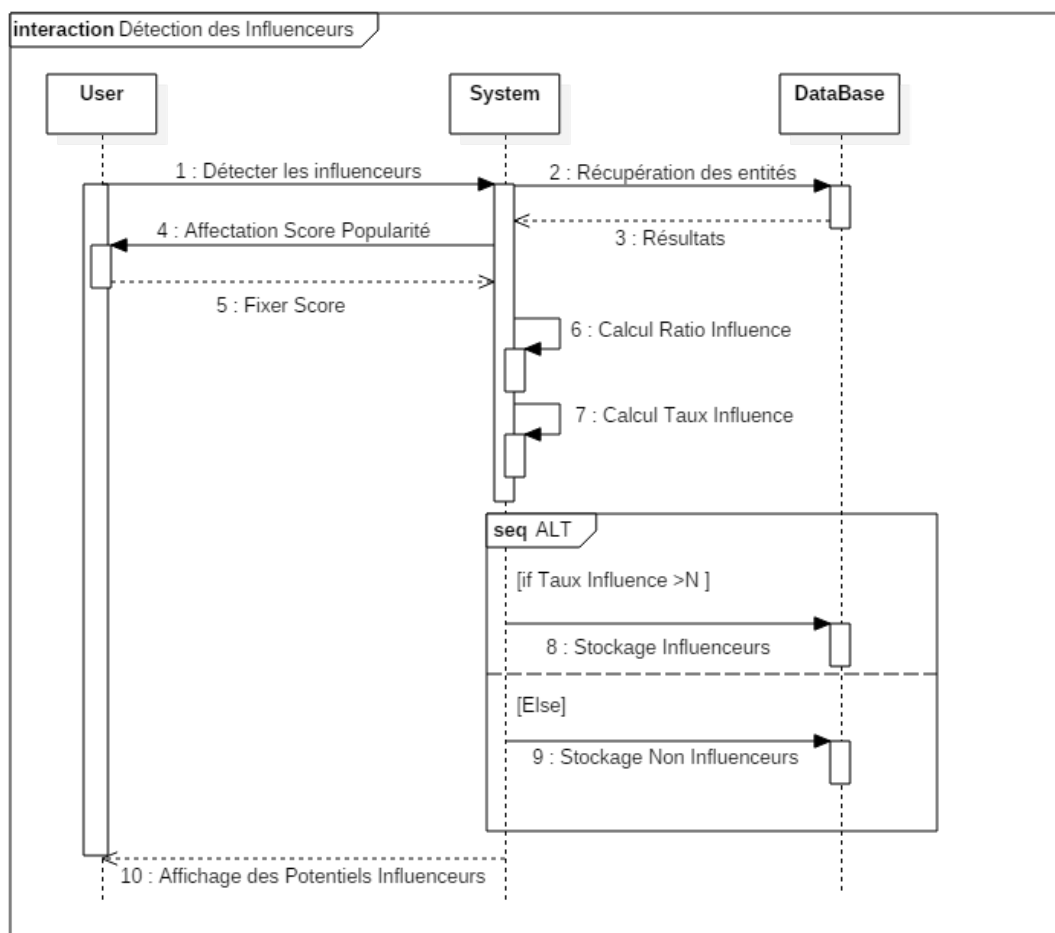 interaction Détection des Influenceurs
User
System
DataBase
1 : Détecter les influenceurs
2 : Récupération des entités
3 : Résultats
4 : Affectation Score Popularité
5 : Fixer Score
6 : Calcul Ratio Influence
7 : Calcul Taux Influence
seq ALT
[if Taux Influence >N ]
8 : Stockage Influenceurs
[Else]
9 : Stockage Non Influenceurs
10 : Affichage des Potentiels Influenceurs